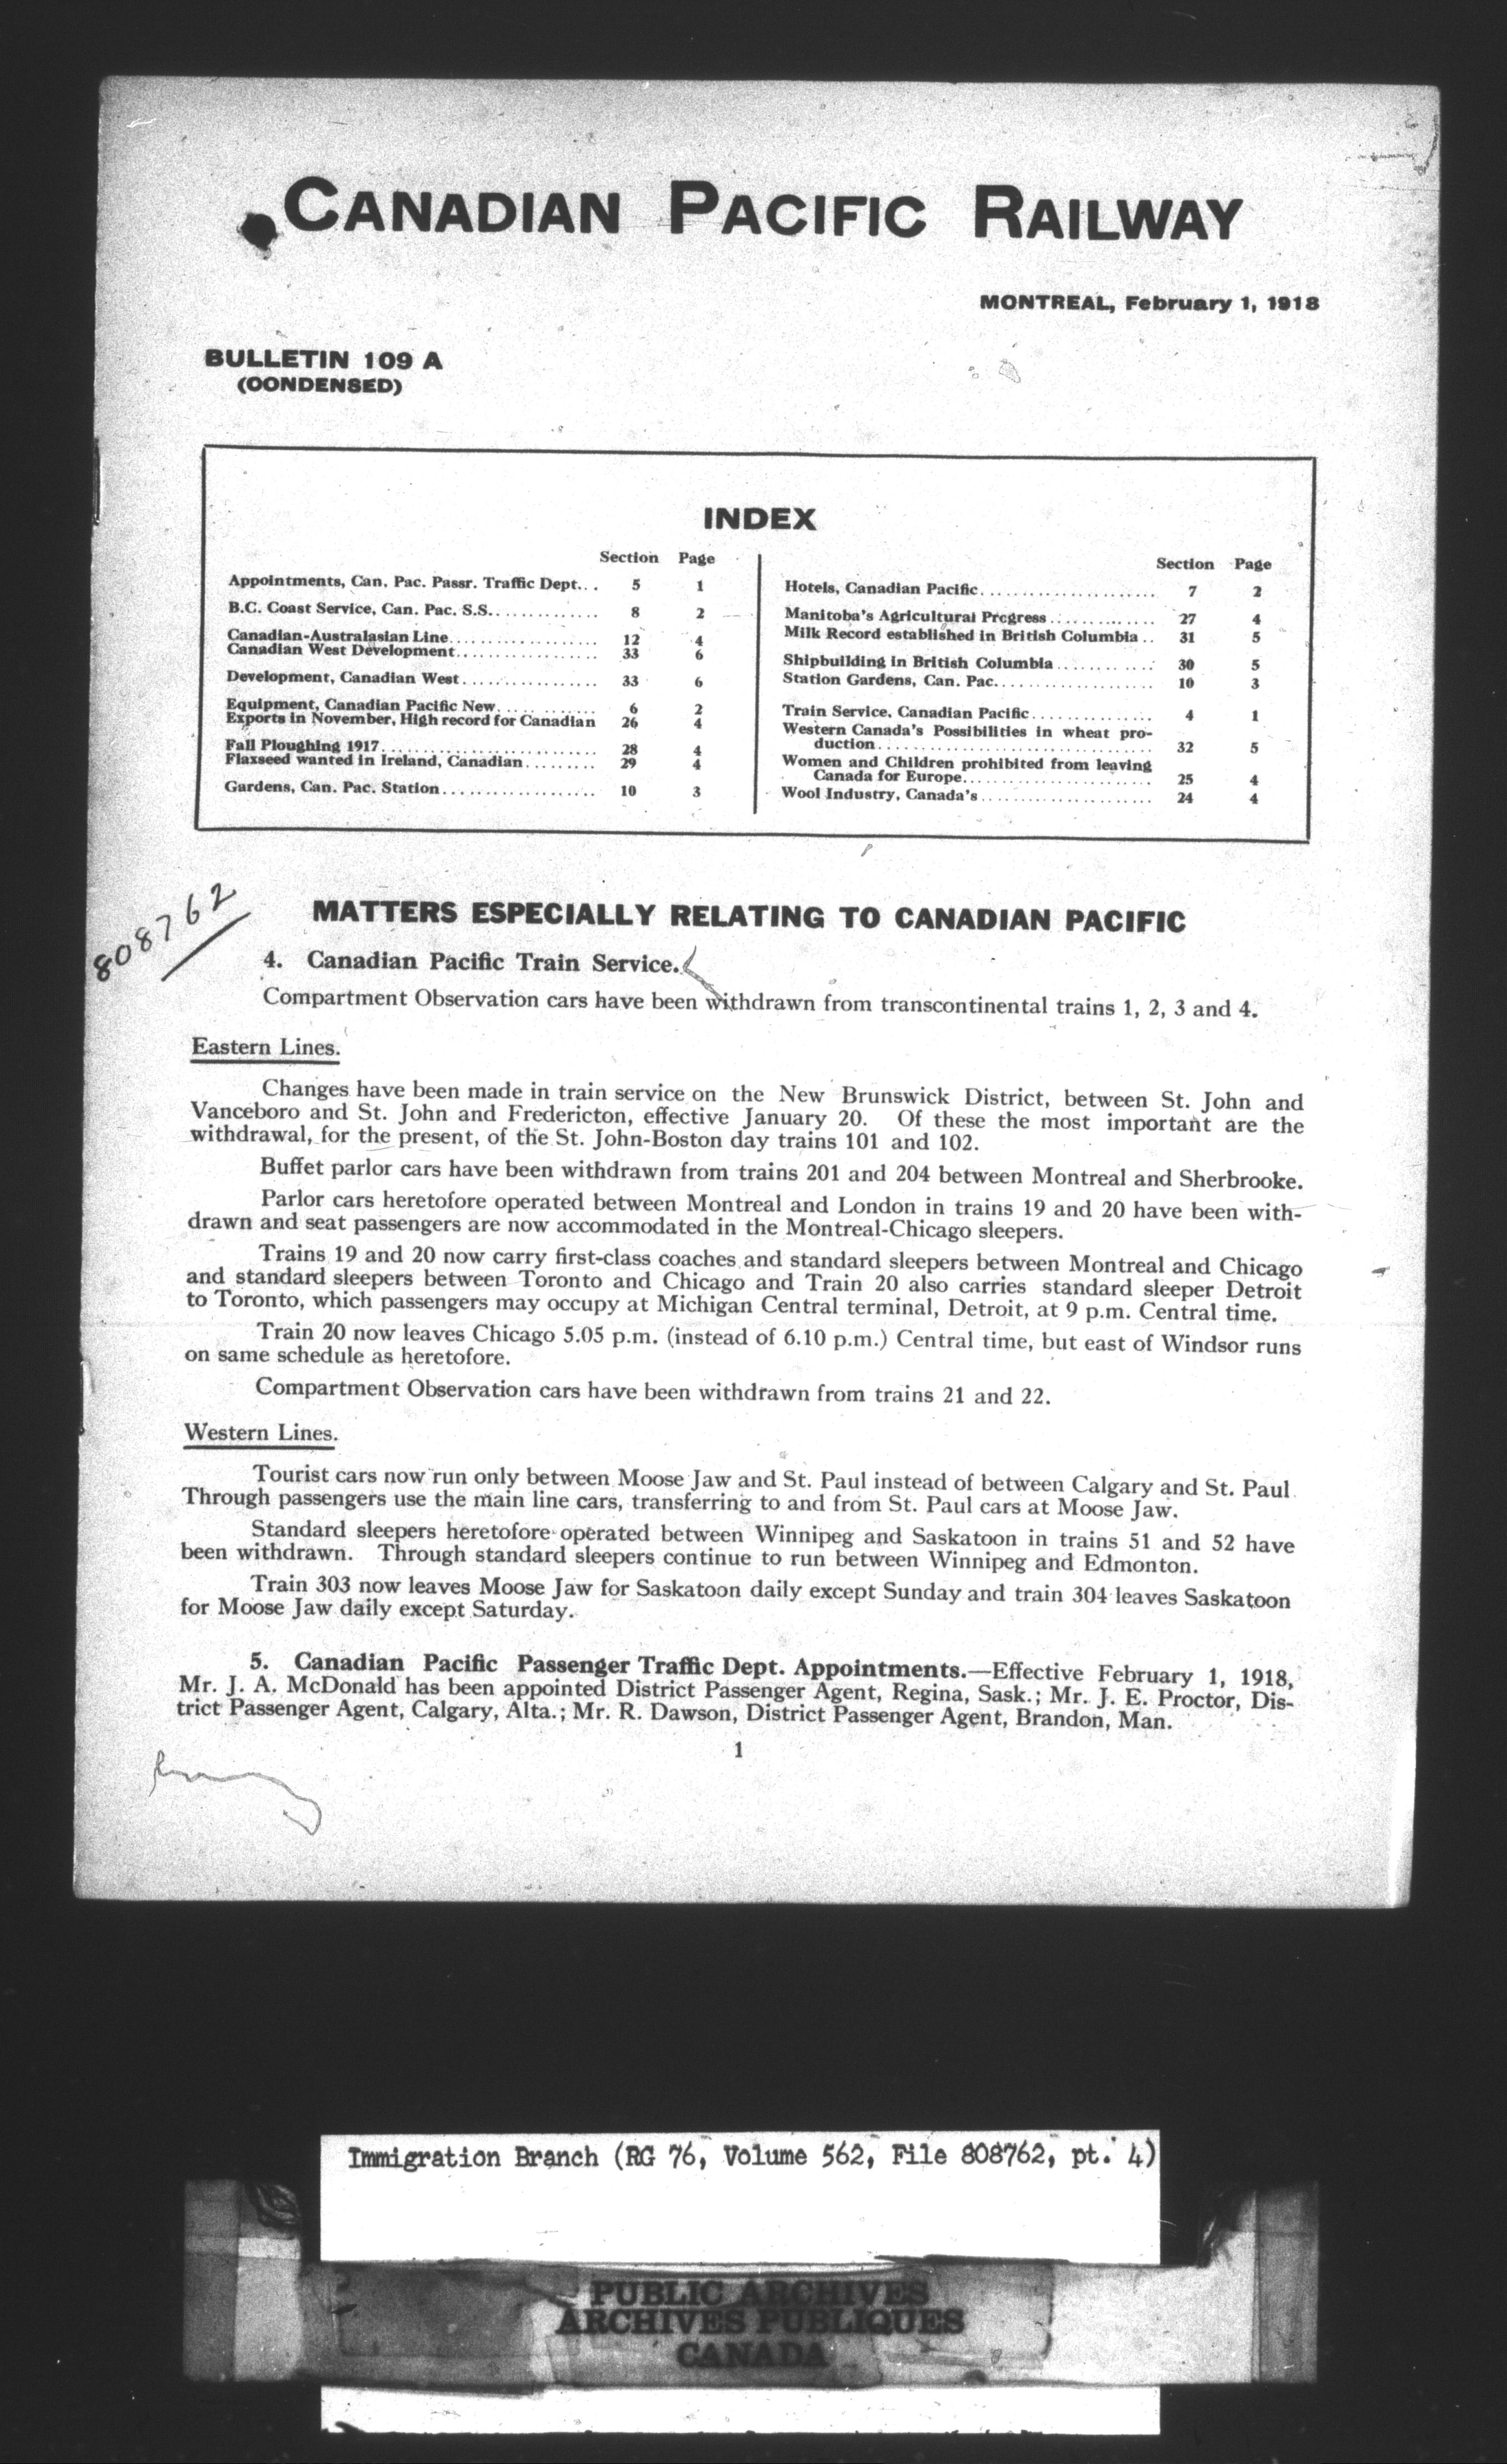 CANADIAN PACIFIC RAILWAY
MONTREAL, February 1, 1918
BULLETIN 109 A
(CONDENSED)
INDEX
Section Page
Appointments, Can. Pac. Passr. Traffic Dept... 5 1
B.C. Coast Service, Can. Pac. S.S. 8 2
Canadian-Australasian Line 12 4
Canadian West Development 33 6
Development, Canadian West 33 6
Equipment, Canadian Pacific New 6 2
Exports in November, High record for Canadian 26 4
Fall Ploughing 1917 28 4
Flaxseed wanted in Ireland, Canadian 29 4
Gardens, Can. Pac. Station 10 3
Section Page
Hotels, Canadian Pacific 7 2
Manitoba's Agricultural Progress 27 4
Milk Record established in British Columbia .. 31 5
Shipbuilding in British Columbia 30 5
Station Gardens, Can. Pac. 10 3
Train Service, Canadian Pacific 4 1
Western Canada's Possibilities in wheat pro-
duction 32 5
Women and Children prohibited from leaving
Canada for Europe 25 4
Wool Industry, Canada's 24 4
808762
MATTERS ESPECIALLY RELATING TO CANADIAN PACIFIC
4. Canadian Pacific Train Service.
Compartment Observation cars have been withdrawn from transcontinental trains 1, 2, 3 and 4.
Eastern Lines.
Changes have been made in train service on the New Brunswick District, between St. John and
Vanceboro and St. John and Fredericton, effective January 20. Of these the most important are the
withdrawal, for the present, of the St. John-Boston day trains 101 and 102.
Buffet parlor cars have been withdrawn from trains 201 and 204 between Montreal and Sherbrooke.
Parlor cars heretofore operated between Montreal and London in trains 19 and 20 have been with-
drawn and seat passengers are now accommodated in the Montreal-Chicago sleepers.
Trains 19 and 20 now carry first-class coaches and standard sleepers between Montreal and Chicago
and standard sleepers between Toronto and Chicago and Train 20 also carries standard sleeper Detroit
to Toronto, which passengers may occupy at Michigan Central terminal, Detroit, at 9 p.m. Central time.
Train 20 now leaves Chicago 5.05 p.m. (instead of 6.10 p.m.) Central time, but east of Windsor runs
on same schedule as heretofore.
Compartment Observation cars have been withdrawn from trains 21 and 22.
Western Lines.
Tourist cars now run only between Moose Jaw and St. Paul instead of between Calgary and St. Paul
Through passengers use the main line cars, transferring to and from St. Paul cars at Moose Jaw.
Standard sleepers heretofore operated between Winnipeg and Saskatoon in trains 51 and 52 have
been withdrawn. Through standard sleepers continue to run between Winnipeg and Edmonton.
Train 303 now leaves Moose Jaw for Saskatoon daily except Sunday and train 304 leaves Saskatoon
for Moose Jaw daily except Saturday.
5. Canadian Pacific Passenger Traffic Dept. Appointments.—Effective February 1, 1918,
Mr. J. A. McDonald has been appointed District Passenger Agent, Regina, Sask.; Mr. J. E. Proctor, Dis-
trict Passenger Agent, Calgary, Alta.; Mr. R. Dawson, District Passenger Agent, Brandon, Man.
1
Immigration Branch (RG 76, Volume 562, File 808762, pt. 4)
PUBLIC ARCHIVES
ARCHIVES PUBLIQUES
CANADA